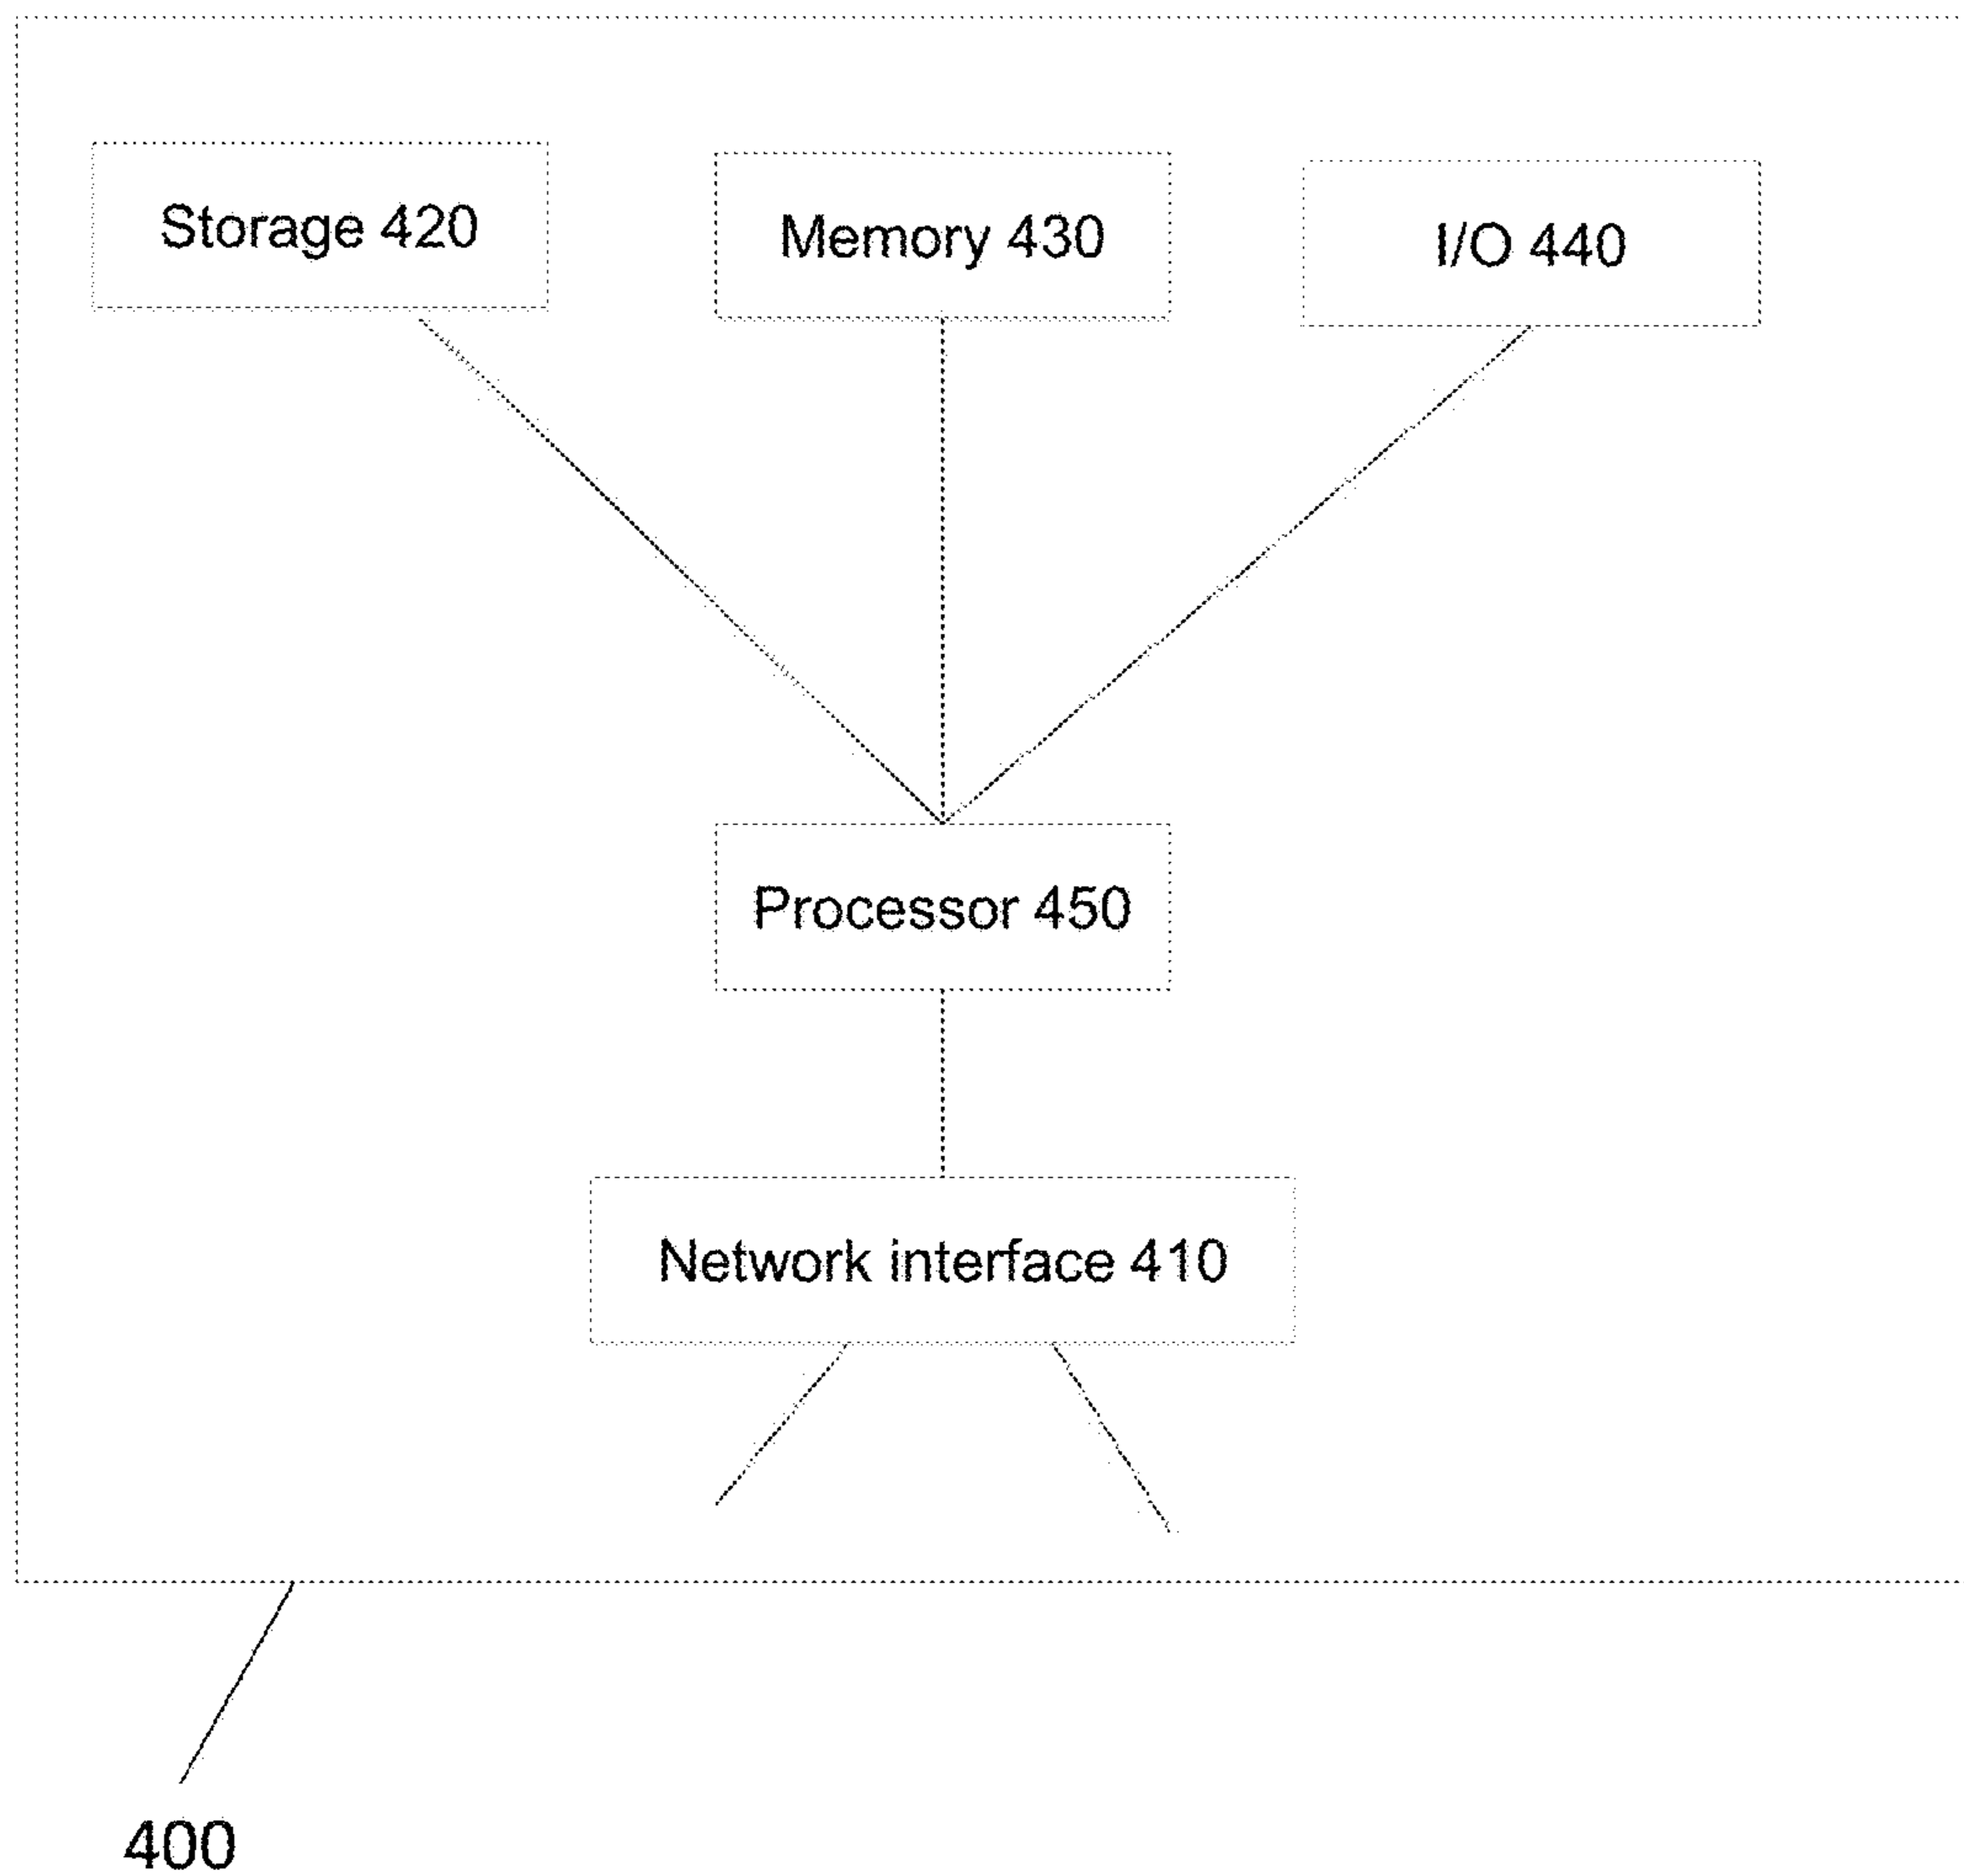 Storage 420
Memory 430
I/O 440
Processor 450
Network interface 410
400